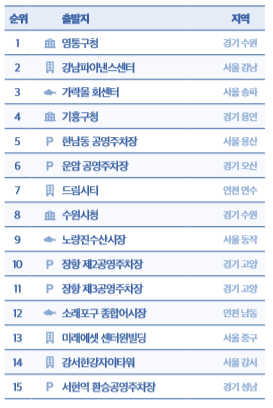 순위 출발지 지역
1 영통구청 경기 수원
2 강남파이낸스센터 서울 강남
3 가락몰 회센터 서울 송파
4 기흥구청 경기 용인
5 P 한남동 공영주차장 서울 용산
6 P 운암 공영주차장 경기 오산
7 드림시티 인천 연수
8 수원시청 경기 수원
9 노량진수산시장 서울 동작
10 P 장항 제2공영주차장 경기 고양
11 P 장항 제3공영주차장 경기 고양
12 소래포구 종합어시장 인천 남동
13 미래에셋 센터원빌딩 서울 중구
14 강서한강자이타워 서울 강서
15 P 서현역 환승공영주차장 경기 성남